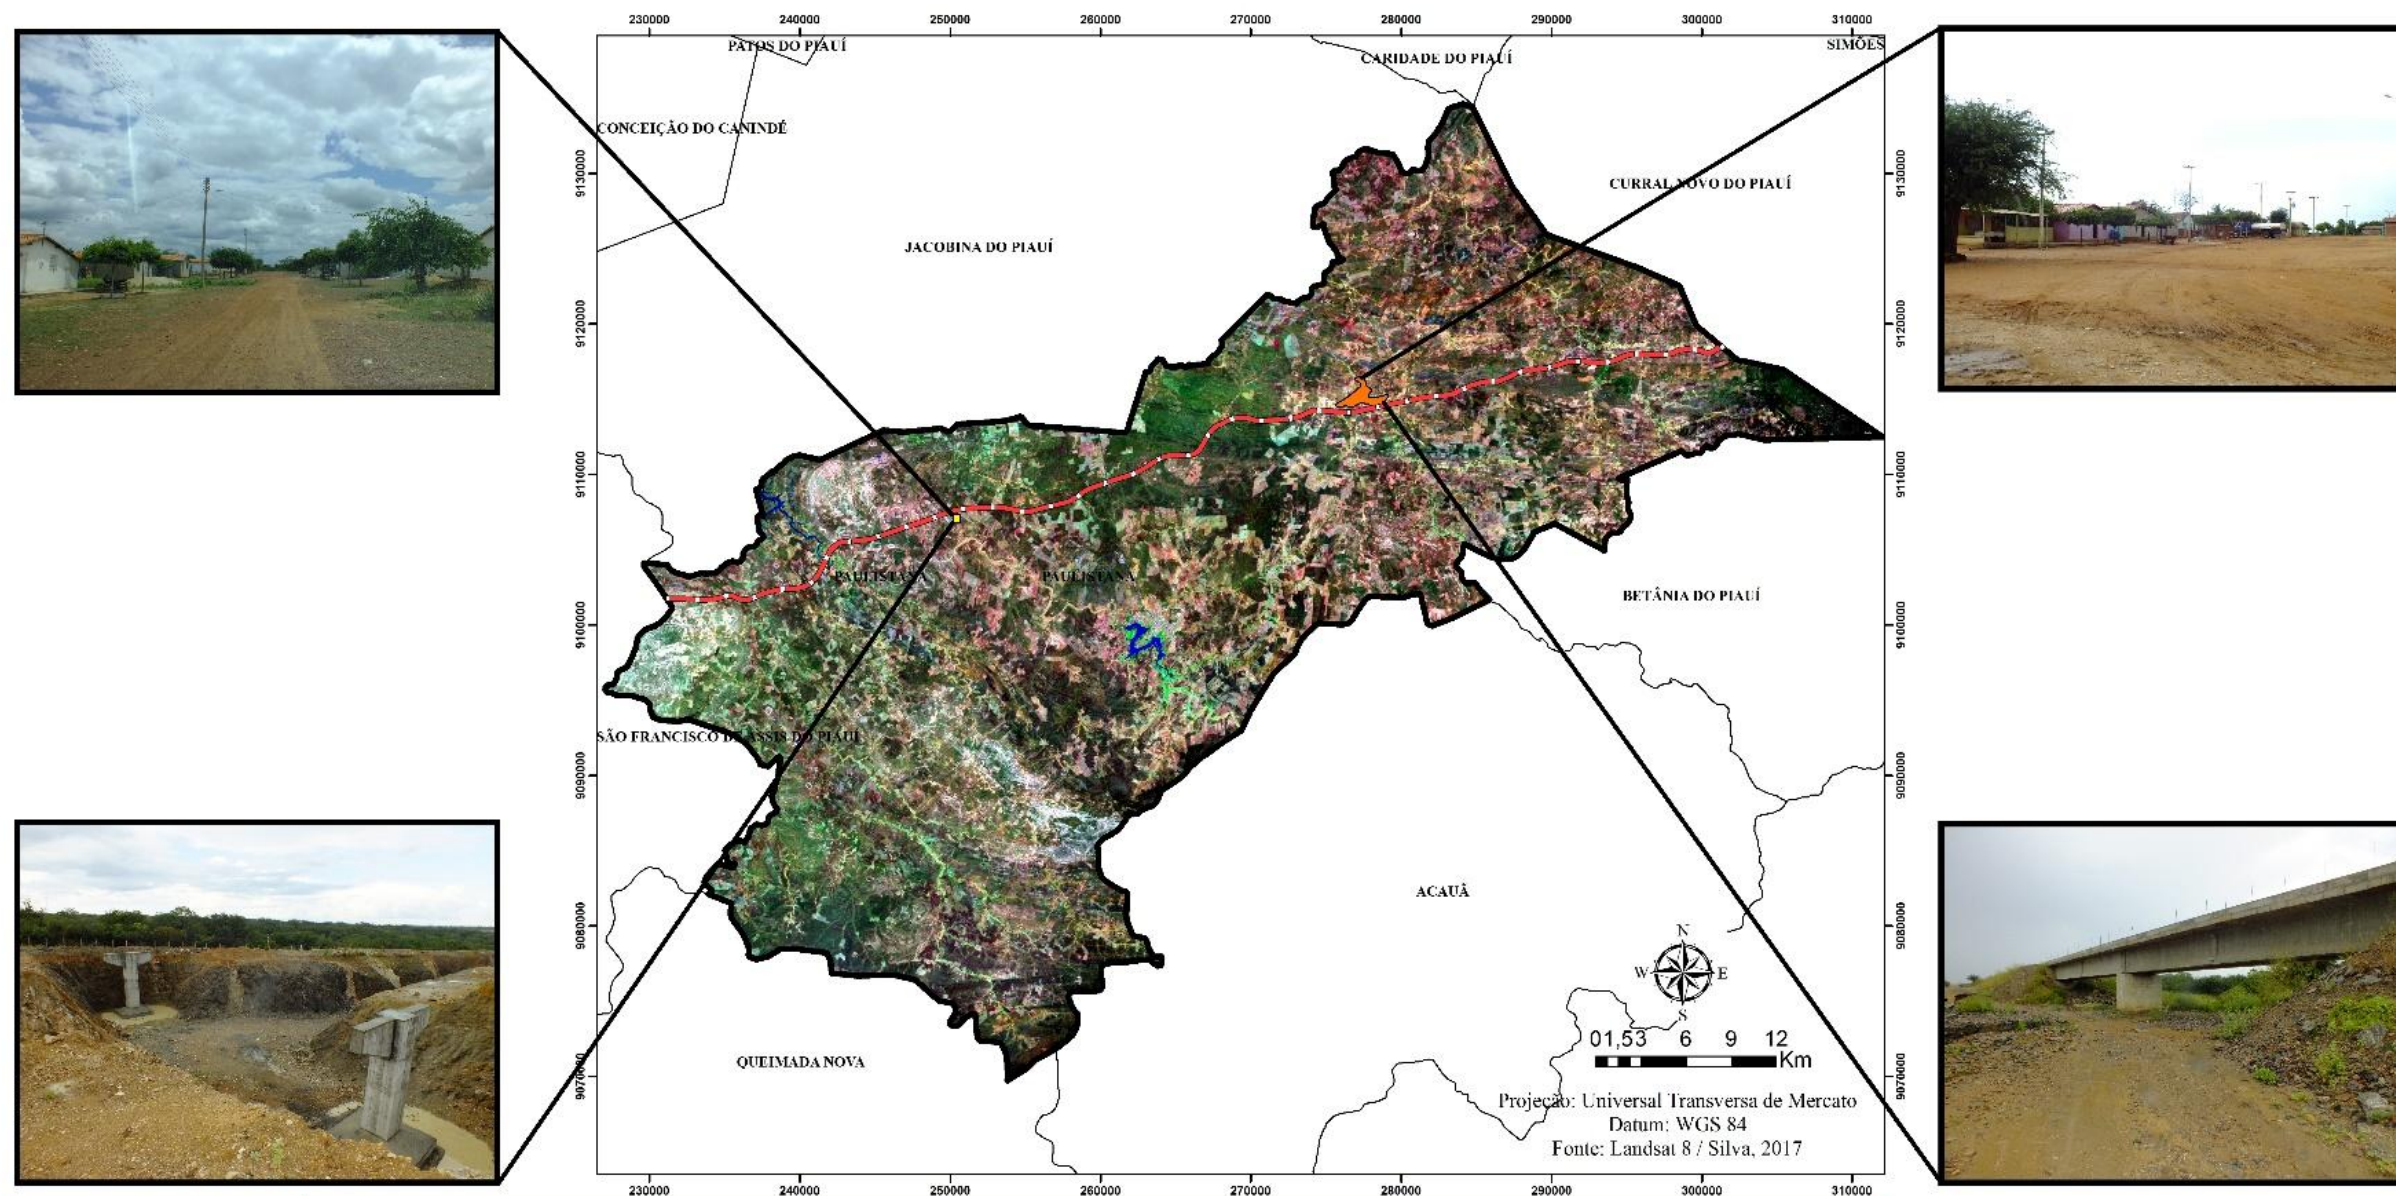 230000 240000 250000 260000 270000 280000 290000 300000 310000
PATOS DO PIAUÍ
SIMÕES
CARIDADE DO PIAUÍ
CONCEIÇÃO DO CANINDÉ
9130000 9130000
CURRAL NOVO DO PIAUÍ
JACOBINA DO PIAUÍ
9120000 9120000
9110000 9110000
PAULISTANA PAULISTANA
BETÂNIA DO PIAUÍ
9100000 9100000
SÃO FRANCISCO DE ASSIS DO PIAUÍ
9090000 9090000
ACAUÃ
9080000 9080000
N
W E
S
01,53 6 9 12
Km
QUEIMADA NOVA
9070000 9070000
Projeção: Universal Transversa de Mercato
Datum: WGS 84
Fonte: Landsat 8 / Silva, 2017
230000 240000 250000 260000 270000 280000 290000 300000 310000